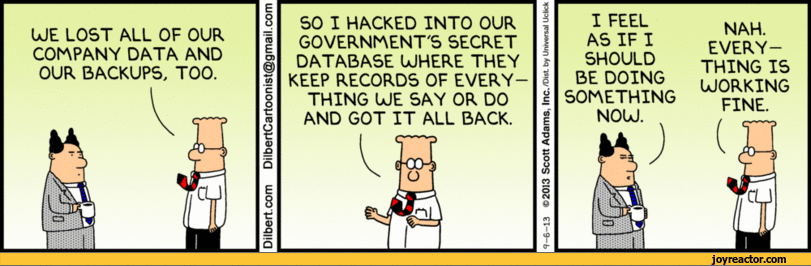 WE LOST ALL OF OUR
COMPANY DATA AND
OUR BACKUPS, TOO.
Dilbert.com DilbertCartoonist@gmail.com
SO I HACKED INTO OUR
GOVERNMENT'S SECRET
DATABASE WHERE THEY
KEEP RECORDS OF EVERY-
THING WE SAY OR DO
AND GOT IT ALL BACK.
9-6-13 ©2013 Scott Adams, Inc. /Dist. by Universal Uclick
I FEEL
AS IF I
SHOULD
BE DOING
SOMETHING
NOW.
NAH.
EVERY-
THING IS
WORKING
FINE.
joyreactor.com